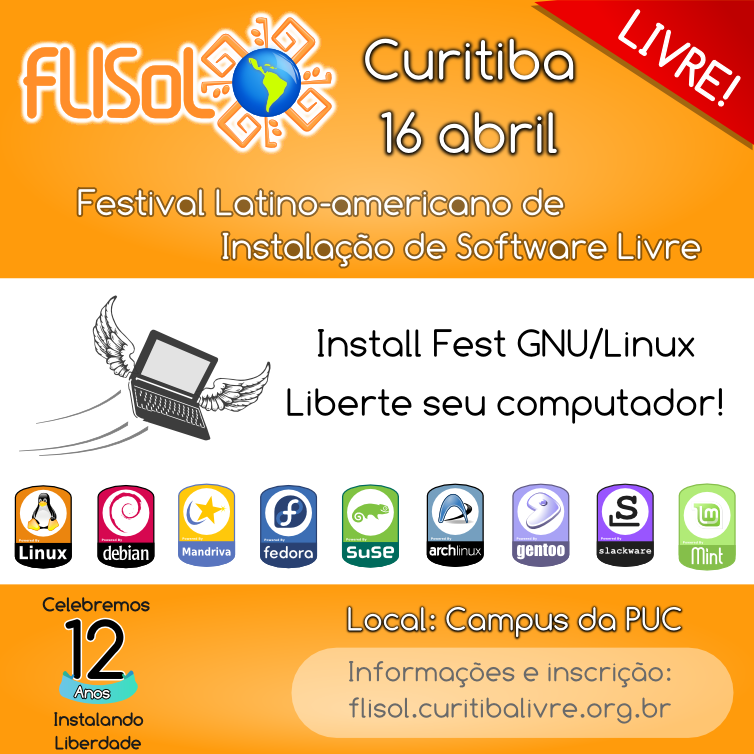 FLISoL
Curitiba
16 abril
LIVRE!
Festival Latino-americano de
Instalação de Software Livre
Install Fest GNU/Linux
Liberte seu computador!
Powered By
Linux
Powered By
debian
Powered By
Mandriva
Powered By
fedora
Powered By
SUSE
Powered By
archlinux
Powered By
gentoo
Powered By
slackware
Powered By
Mint
Celebremos
12
Anos
Instalando
Liberdade
Local: Campus da PUC
Informações e inscrição:
flisol.curitibalivre.org.br